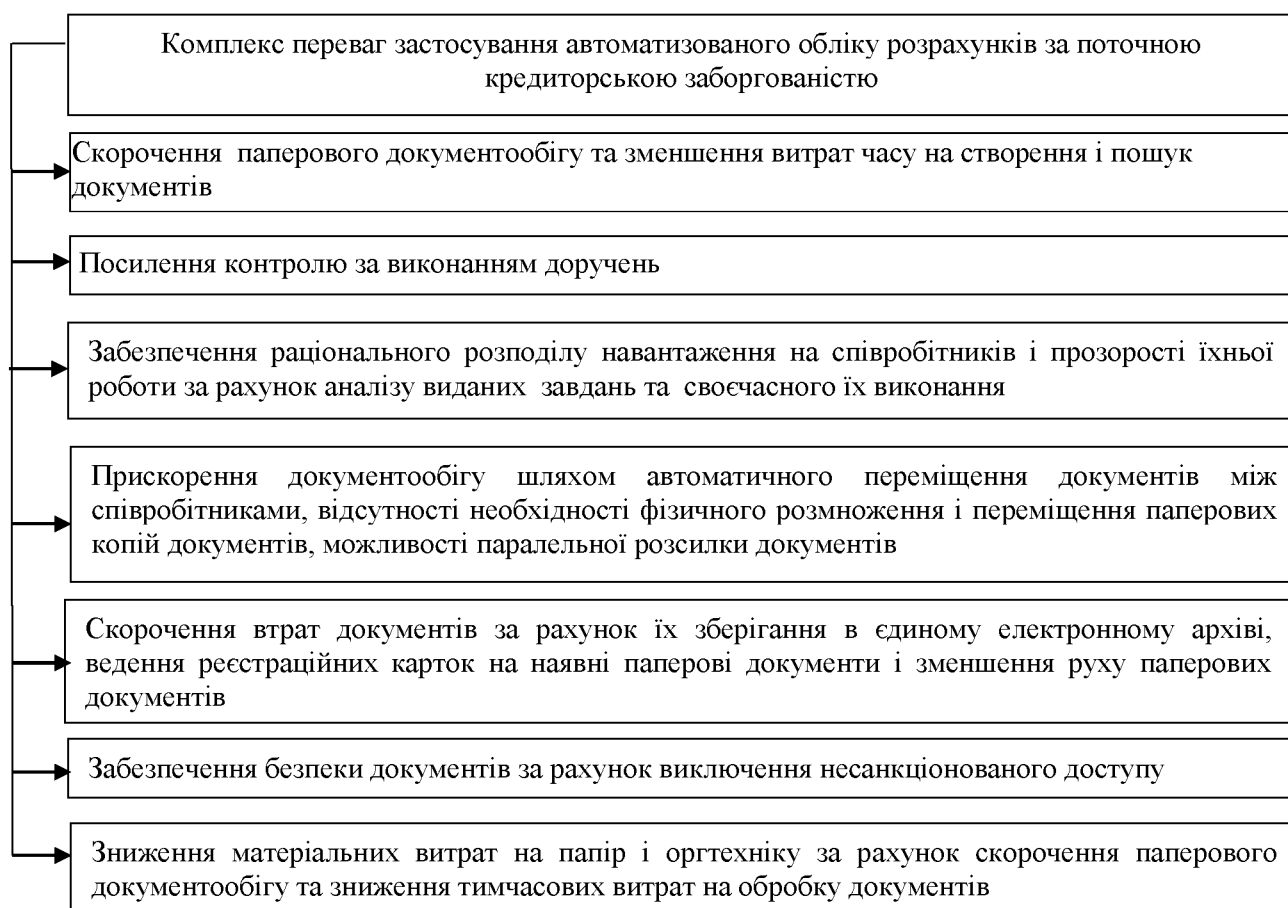 Комплекс переваг застосування автоматизованого обліку розрахунків за поточною
кредиторською заборгованістю
Скорочення паперового документообігу та зменшення витрат часу на створення і пошук
документів
Посилення контролю за виконанням доручень
Забезпечення раціонального розподілу навантаження на співробітників і прозорості їхньої
роботи за рахунок аналізу виданих завдань та своєчасного їх виконання
Прискорення документообігу шляхом автоматичного переміщення документів між
співробітниками, відсутності необхідності фізичного розмноження і переміщення паперових
копій документів, можливості паралельної розсилки документів
Скорочення втрат документів за рахунок їх зберігання в єдиному електронному архіві,
ведення реєстраційних карток на наявні паперові документи і зменшення руху паперових
документів
Забезпечення безпеки документів за рахунок виключення несанкціонованого доступу
Зниження матеріальних витрат на папір і оргтехніку за рахунок скорочення паперового
документообігу та зниження тимчасових витрат на обробку документів